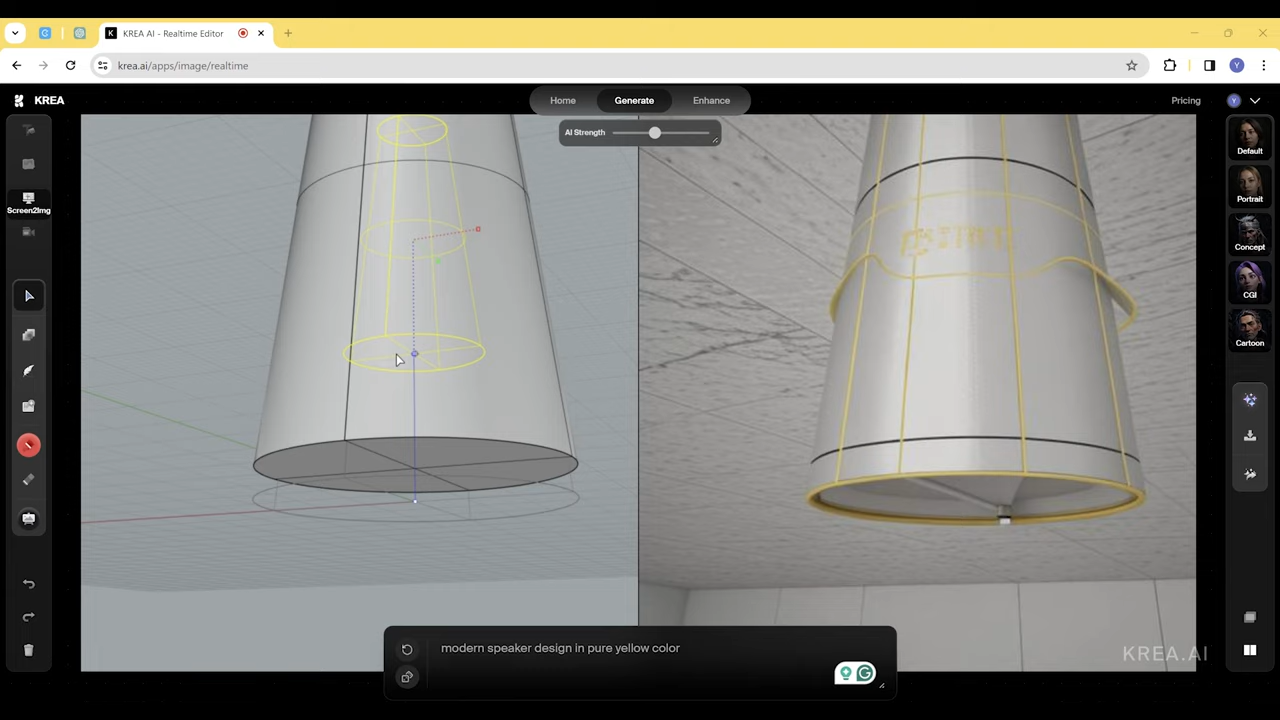 KREA AI - Realtime Editor
krea.ai/apps/image/realtime
Y
KREA
Home
Generate
Enhance
Pricing
Y
AI Strength
Default
Portrait
Concept
CGI
Cartoon
Screen2Img
modern speaker design in pure yellow color
KREA.AI